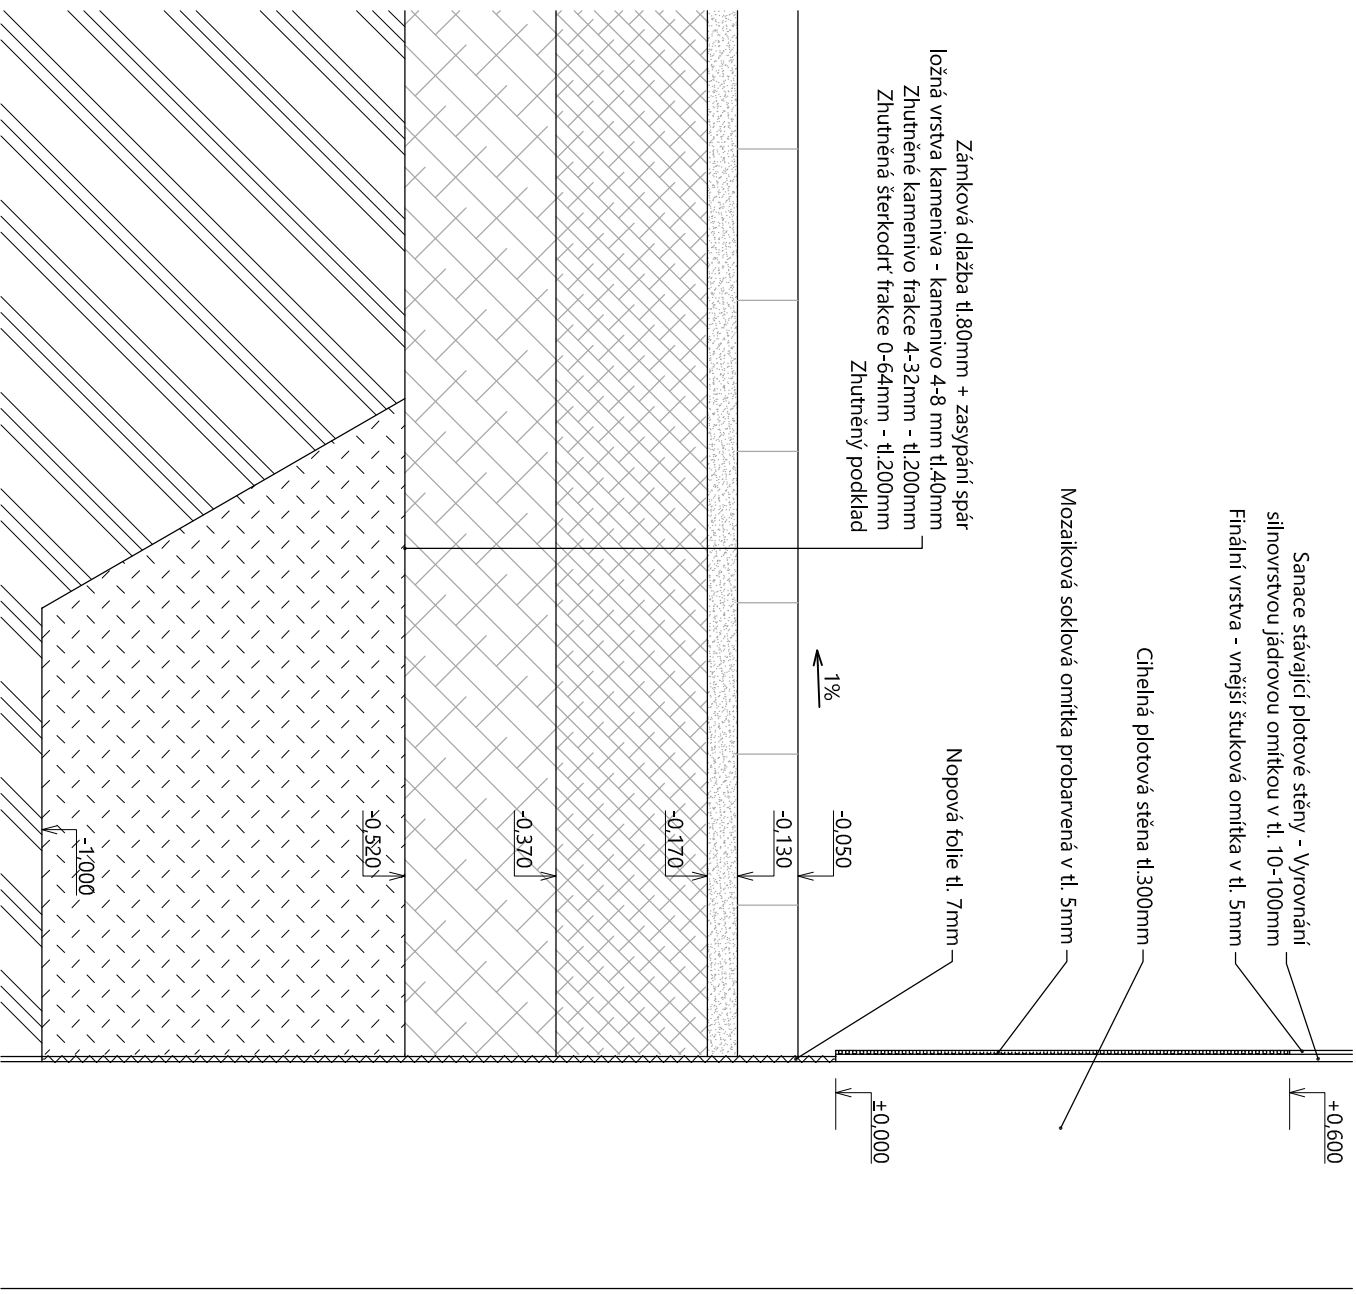 Sanace stávající plotové stěny - Vyrovnání
silnovrstvou jádrovou omítkou v tl. 10-100mm
Finální vrstva - vnější štuková omítka v tl. 5mm
Cihelná plotová stěna tl.300mm
Mozaiková soklová omítka probarvená v tl. 5mm
Nopová folie tl. 7mm
Zámková dlažba tl.80mm + zasypání spár
ložná vrstva kameniva - kamenivo 4-8 mm tl.40mm
Zhutněné kamenivo frakce 4-32mm - tl.200mm
Zhutněná šterkodrť frakce 0-64mm - tl.200mm
Zhutněný podklad
1%
+0,600
±0,000
-0,050
-0,130
-0,170
-0,370
-0,520
-1,000